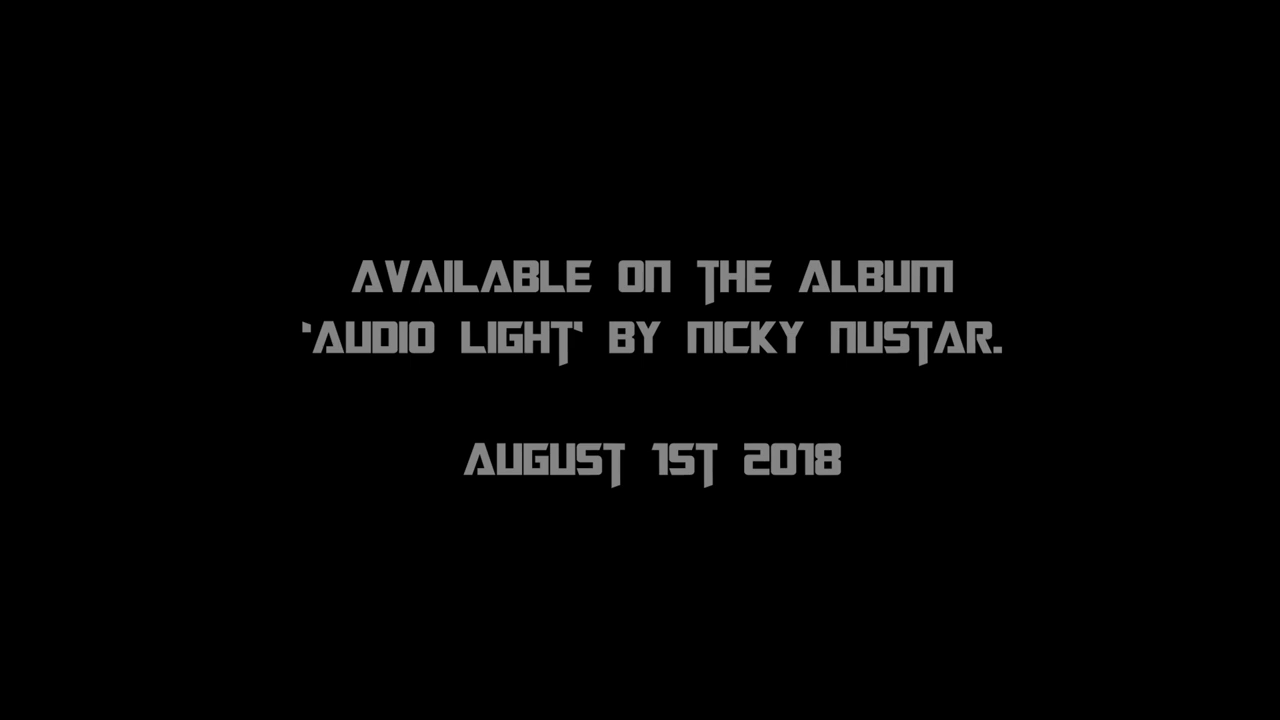 AVAILABLE ON THE ALBUM
'AUDIO LIGHT' BY NICKY NUSTAR.
AUGUST 1ST 2018